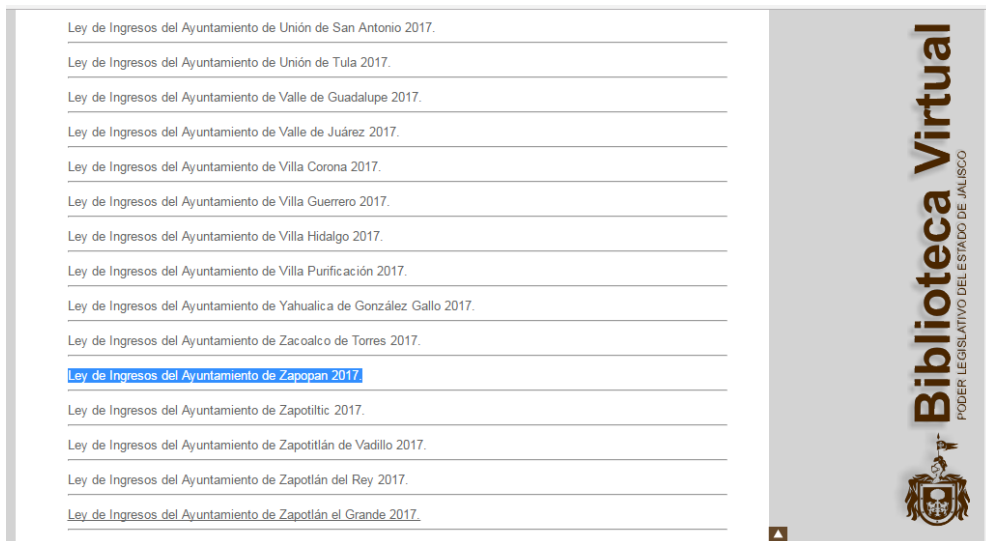 Ley de Ingresos del Ayuntamiento de Unión de San Antonio 2017.
Ley de Ingresos del Ayuntamiento de Unión de Tula 2017.
Ley de Ingresos del Ayuntamiento de Valle de Guadalupe 2017.
Ley de Ingresos del Ayuntamiento de Valle de Juárez 2017.
Ley de Ingresos del Ayuntamiento de Villa Corona 2017.
Ley de Ingresos del Ayuntamiento de Villa Guerrero 2017.
Ley de Ingresos del Ayuntamiento de Villa Hidalgo 2017.
Ley de Ingresos del Ayuntamiento de Villa Purificación 2017.
Ley de Ingresos del Ayuntamiento de Yahualica de González Gallo 2017.
Ley de Ingresos del Ayuntamiento de Zacoalco de Torres 2017.
Ley de Ingresos del Ayuntamiento de Zapopan 2017.
Ley de Ingresos del Ayuntamiento de Zapotiltic 2017.
Ley de Ingresos del Ayuntamiento de Zapotitlán de Vadillo 2017.
Ley de Ingresos del Ayuntamiento de Zapotlán del Rey 2017.
Ley de Ingresos del Ayuntamiento de Zapotlán el Grande 2017.
Biblioteca Virtual
PODER LEGISLATIVO DEL ESTADO DE JALISCO